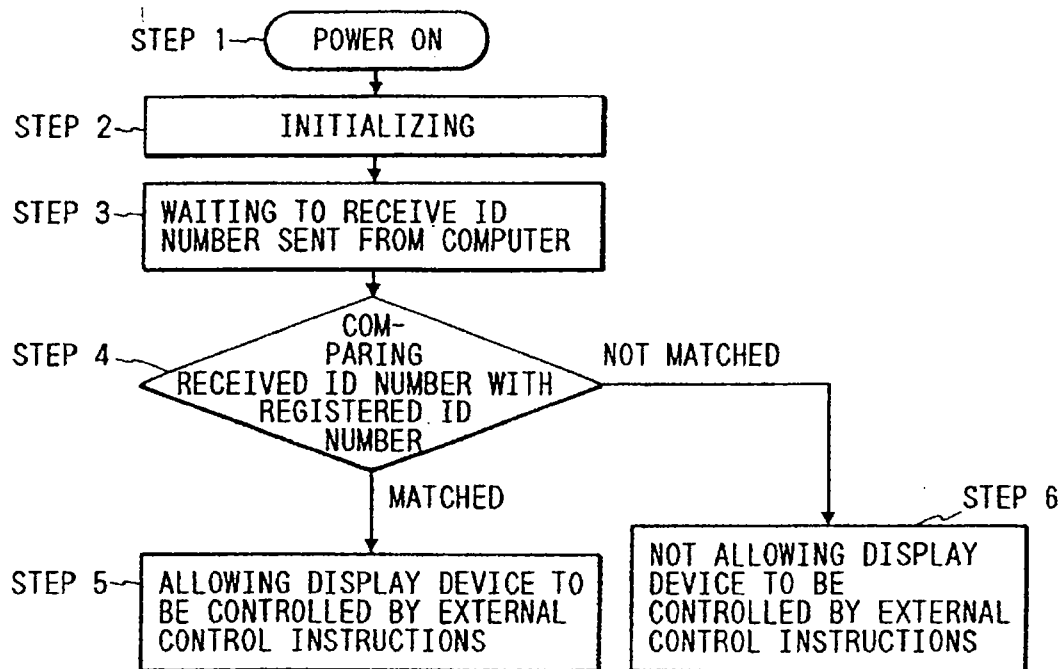 STEP 1
POWER ON
STEP 2
INITIALIZING
STEP 3
WAITING TO RECEIVE ID
NUMBER SENT FROM COMPUTER
STEP 4
COM-
PARING
RECEIVED ID NUMBER WITH
REGISTERED ID
NUMBER
NOT MATCHED
MATCHED
STEP 5
ALLOWING DISPLAY DEVICE TO
BE CONTROLLED BY EXTERNAL
CONTROL INSTRUCTIONS
STEP 6
NOT ALLOWING DISPLAY
DEVICE TO BE
CONTROLLED BY EXTERNAL
CONTROL INSTRUCTIONS